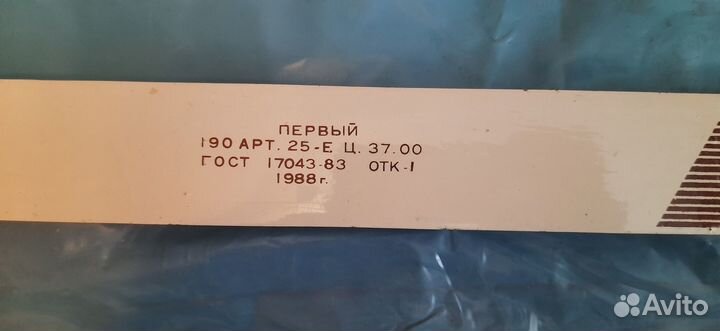 ПЕРВЫЙ
190 АРТ. 25-Е Ц. 37.00
ГОСТ 17043-83 ОТК-1
1988 г.
Avito